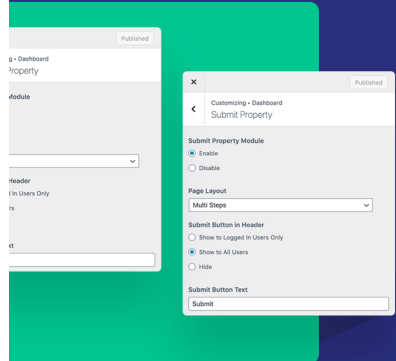 Published
g • Dashboard
Property
Module
Header
d in Users Only
rs
xt
Published
Customizing • Dashboard
Submit Property
Submit Property Module
Enable
Disable
Page Layout
Multi Steps
Submit Button in Header
Show to Logged in Users Only
Show to All Users
Hide
Submit Button Text
Submit